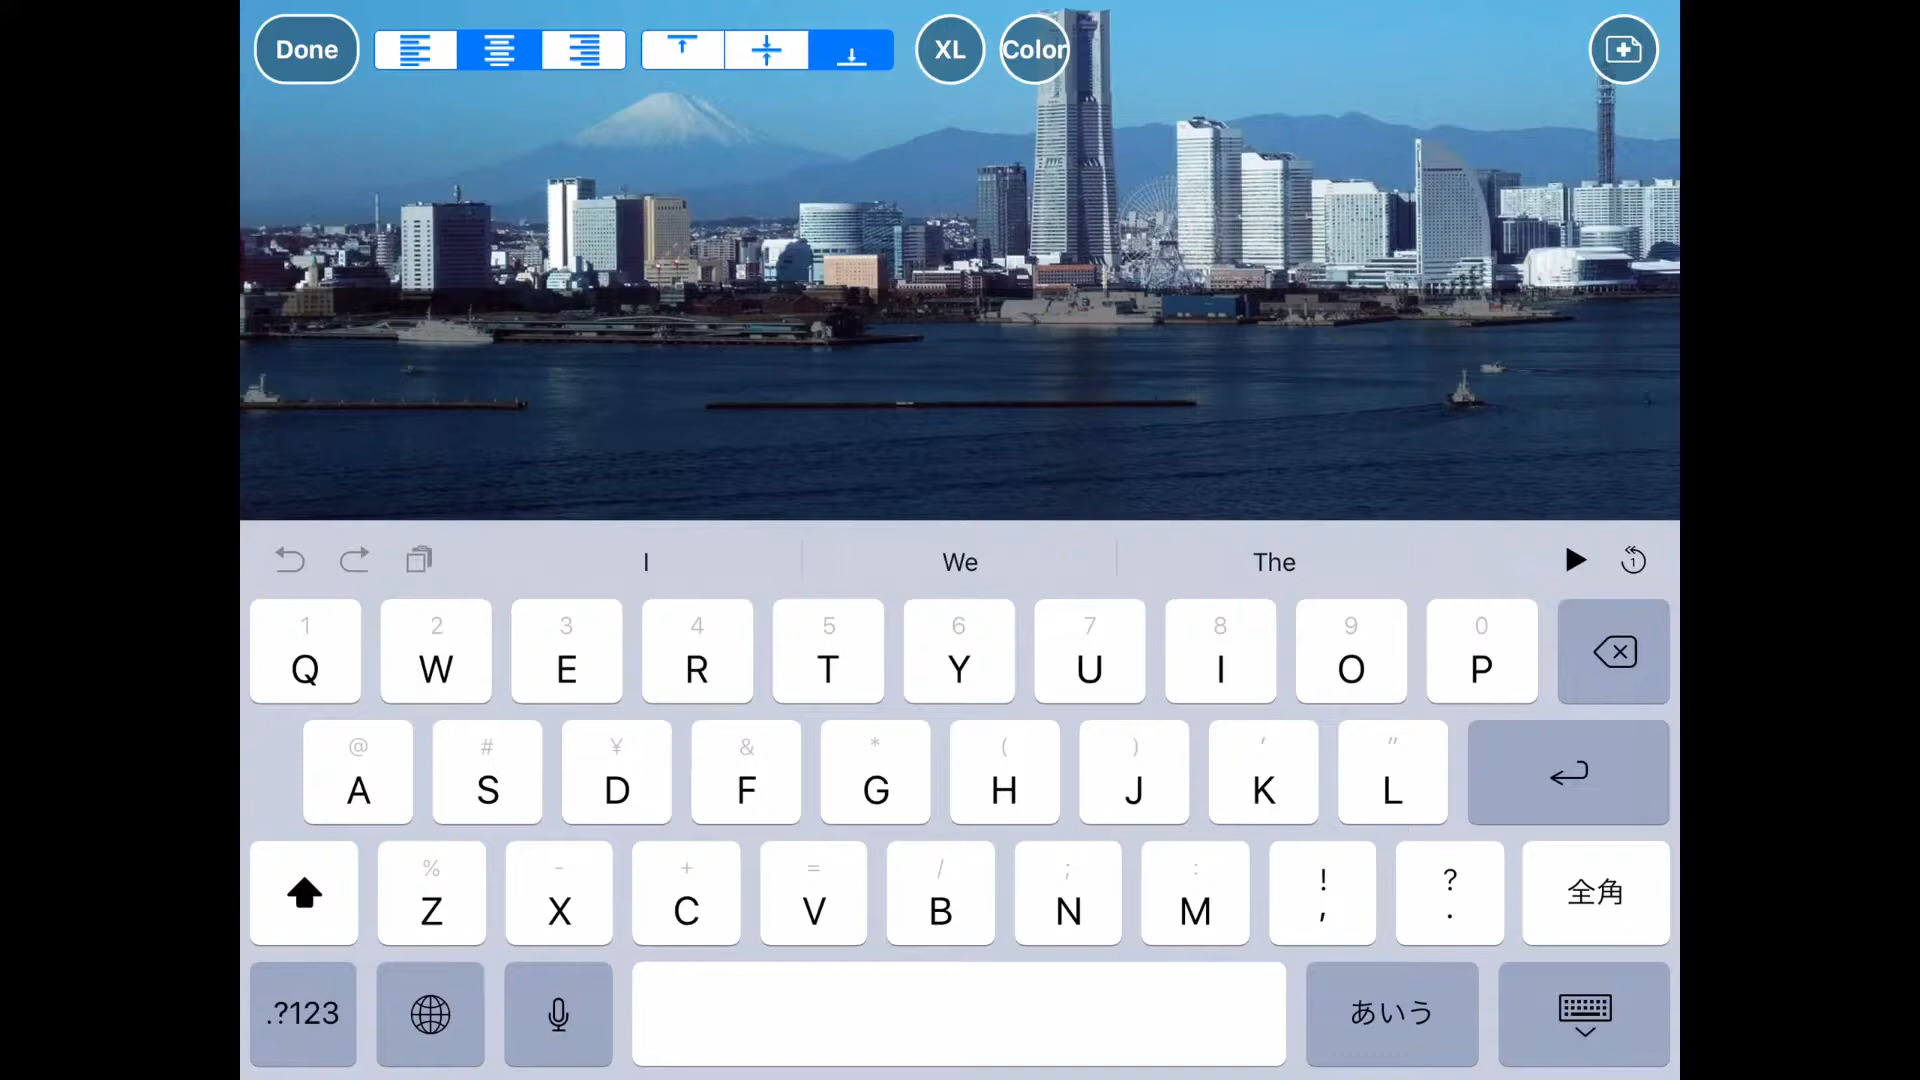 Done
XL
Color
I We The
1 2 3 4 5 6 7 8 9 0
Q W E R T Y U I O P
@ # ¥ & * ( ) ' "
A S D F G H J K L
% - + = / ; : ! ?
Z X C V B N M , . 全角
.?123 あいう